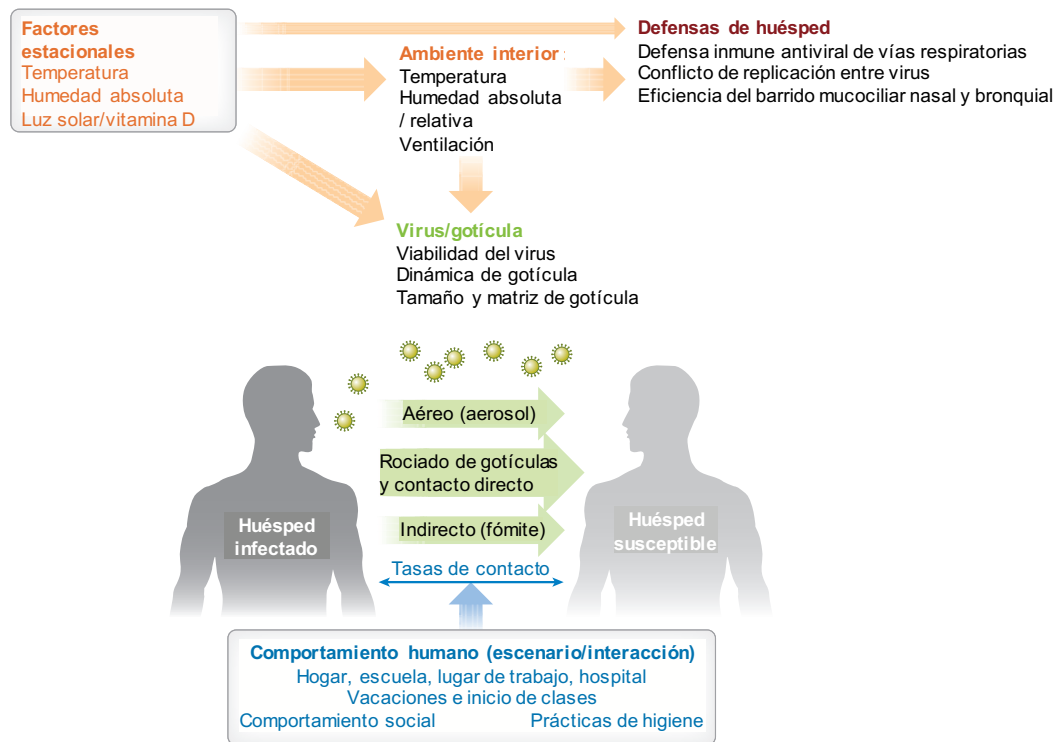 Factores
estacionales
Temperatura
Humedad absoluta
Luz solar/vitamina D
Ambiente interior:
Temperatura
Humedad absoluta
/ relativa
Ventilación
Defensas de huésped
Defensa inmune antiviral de vías respiratorias
Conflicto de replicación entre virus
Eficiencia del barrido mucociliar nasal y bronquial
Virus/gotícula
Viabilidad del virus
Dinámica de gotícula
Tamaño y matriz de gotícula
Aéreo (aerosol)
Rociado de gotículas
y contacto directo
Indirecto (fómite)
Huésped
infectado
Huésped
susceptible
Tasas de contacto
Comportamiento humano (escenario/interacción)
Hogar, escuela, lugar de trabajo, hospital
Vacaciones e inicio de clases
Comportamiento social Prácticas de higiene